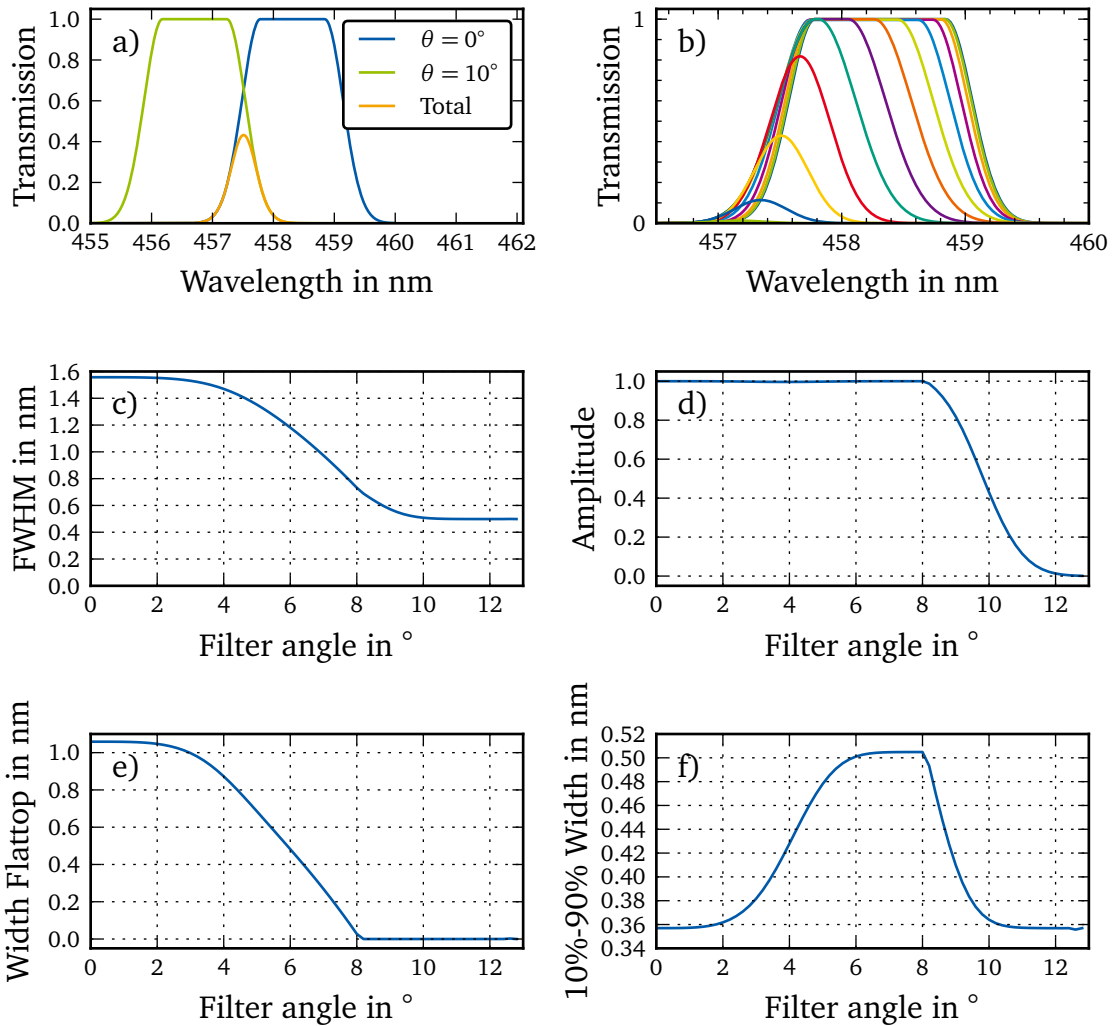 a)
θ = 0°
θ = 10°
Total
Transmission
0.0
0.2
0.4
0.6
0.8
1.0
455 456 457 458 459 460 461 462
Wavelength in nm
b)
Transmission
0
0.2
0.4
0.6
0.8
1
457 458 459 460
Wavelength in nm
c)
FWHM in nm
0.0
0.2
0.4
0.6
0.8
1.0
1.2
1.4
1.6
0 2 4 6 8 10 12
Filter angle in °
d)
Amplitude
0.0
0.2
0.4
0.6
0.8
1.0
0 2 4 6 8 10 12
Filter angle in °
e)
Width Flattop in nm
0.0
0.2
0.4
0.6
0.8
1.0
0 2 4 6 8 10 12
Filter angle in °
f)
10%-90% Width in nm
0.34
0.36
0.38
0.40
0.42
0.44
0.46
0.48
0.50
0.52
0 2 4 6 8 10 12
Filter angle in °